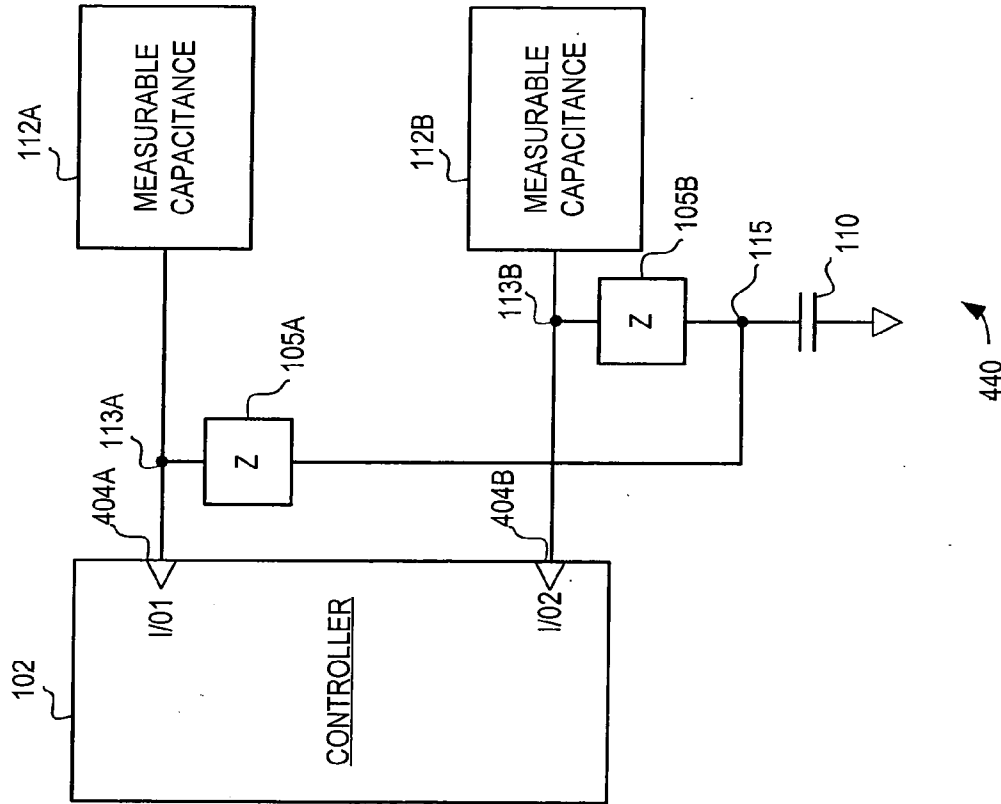 112A
MEASURABLE
CAPACITANCE
112B
MEASURABLE
CAPACITANCE
113A
105A
Z
113B
105B
Z
115
110
404A
I/01
404B
I/02
102
CONTROLLER
440